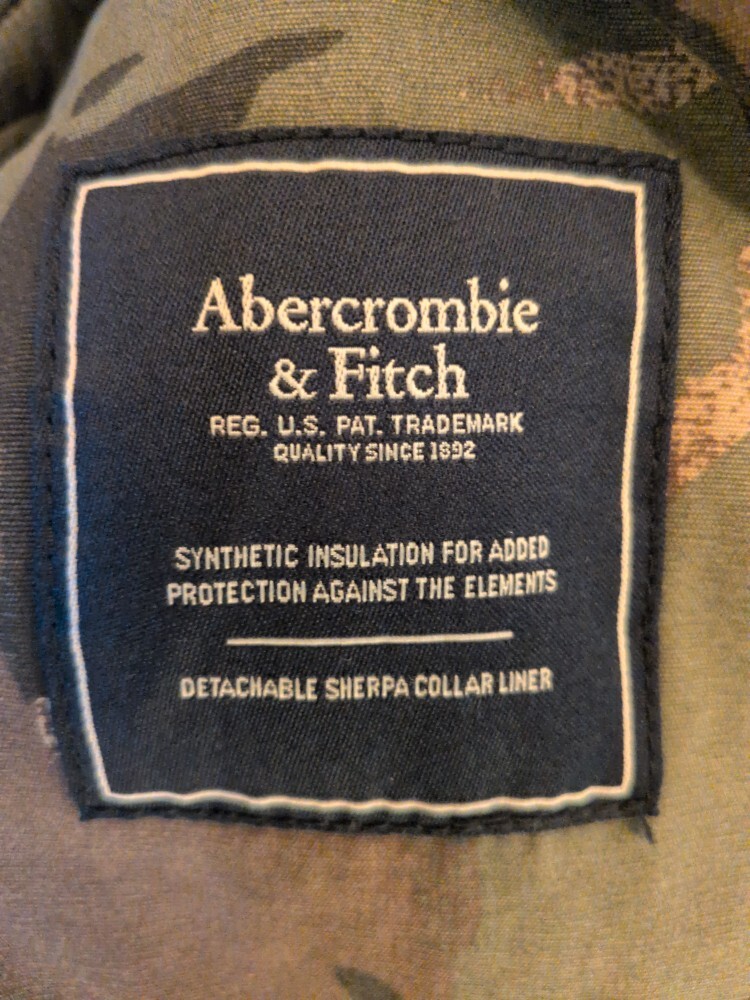 Abercrombie
& Fitch
REG. U.S. PAT. TRADEMARK
QUALITY SINCE 1892
SYNTHETIC INSULATION FOR ADDED
PROTECTION AGAINST THE ELEMENTS
DETACHABLE SHERPA COLLAR LINER